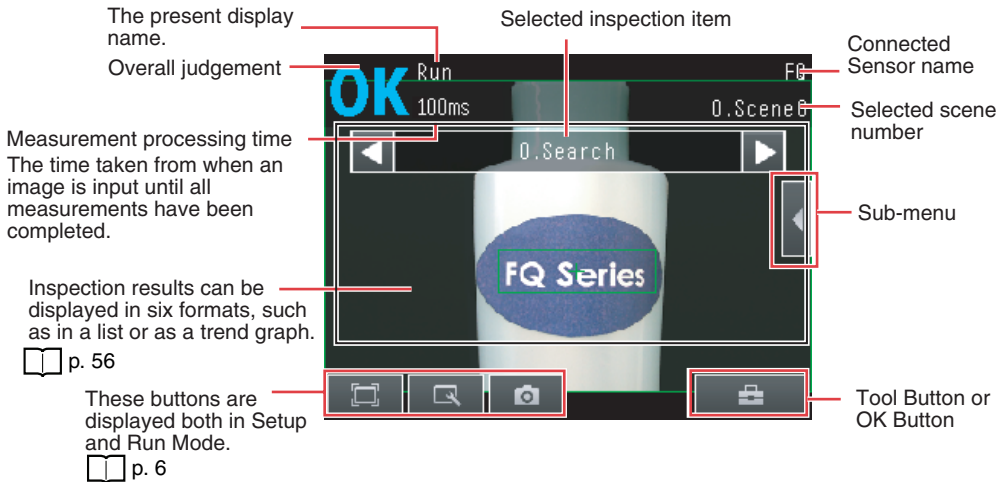 The present display
name.
Selected inspection item
Overall judgement
Connected
Sensor name
OK
Run
FQ
100ms
0.Scene0
Selected scene
number
Measurement processing time
The time taken from when an
image is input until all
measurements have been
completed.
0.Search
Sub-menu
FQ Series
Inspection results can be
displayed in six formats, such
as in a list or as a trend graph.
p. 56
These buttons are
displayed both in Setup
and Run Mode.
p. 6
Tool Button or
OK Button